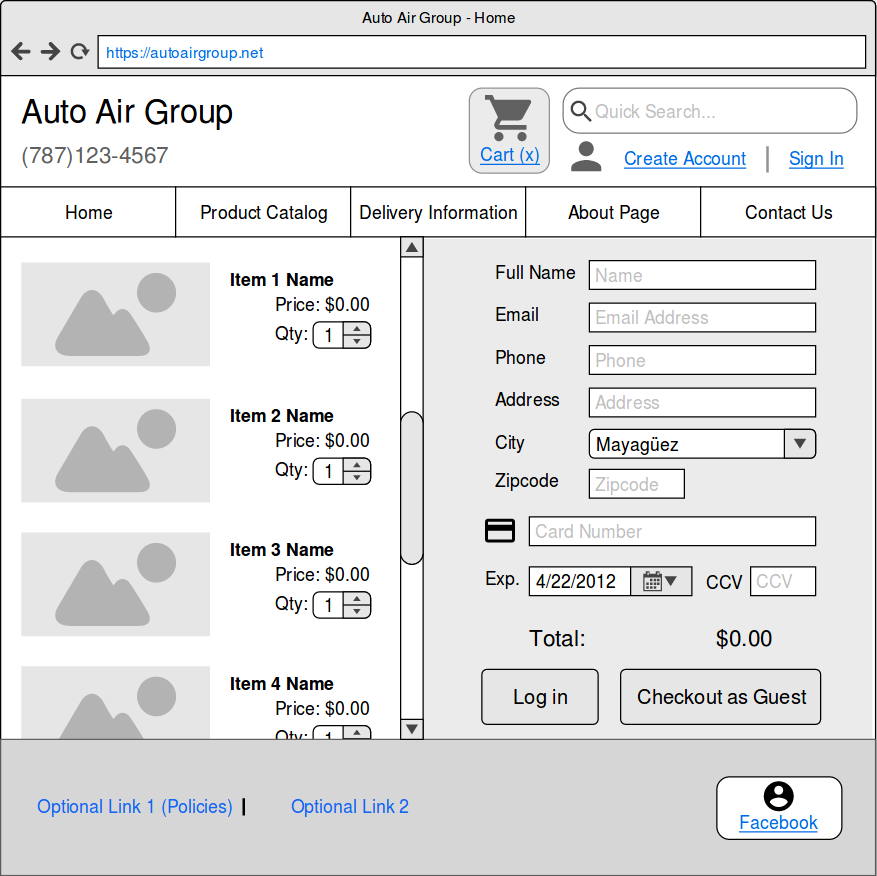 Auto Air Group - Home
https://autoairgroup.net
Auto Air Group
(787)123-4567
Cart (x)
Quick Search...
Create Account
Sign In
Home
Product Catalog
Delivery Information
About Page
Contact Us
Item 1 Name
Price: $0.00
Qty: 1
Item 2 Name
Price: $0.00
Qty: 1
Item 3 Name
Price: $0.00
Qty: 1
Item 4 Name
Price: $0.00
Qty: 1
Full Name Name
Email Email Address
Phone Phone
Address Address
City Mayagüez
Zipcode Zipcode
Card Number
Exp. 4/22/2012 CCV CCV
Total: $0.00
Log in
Checkout as Guest
Optional Link 1 (Policies) |
Optional Link 2
Facebook